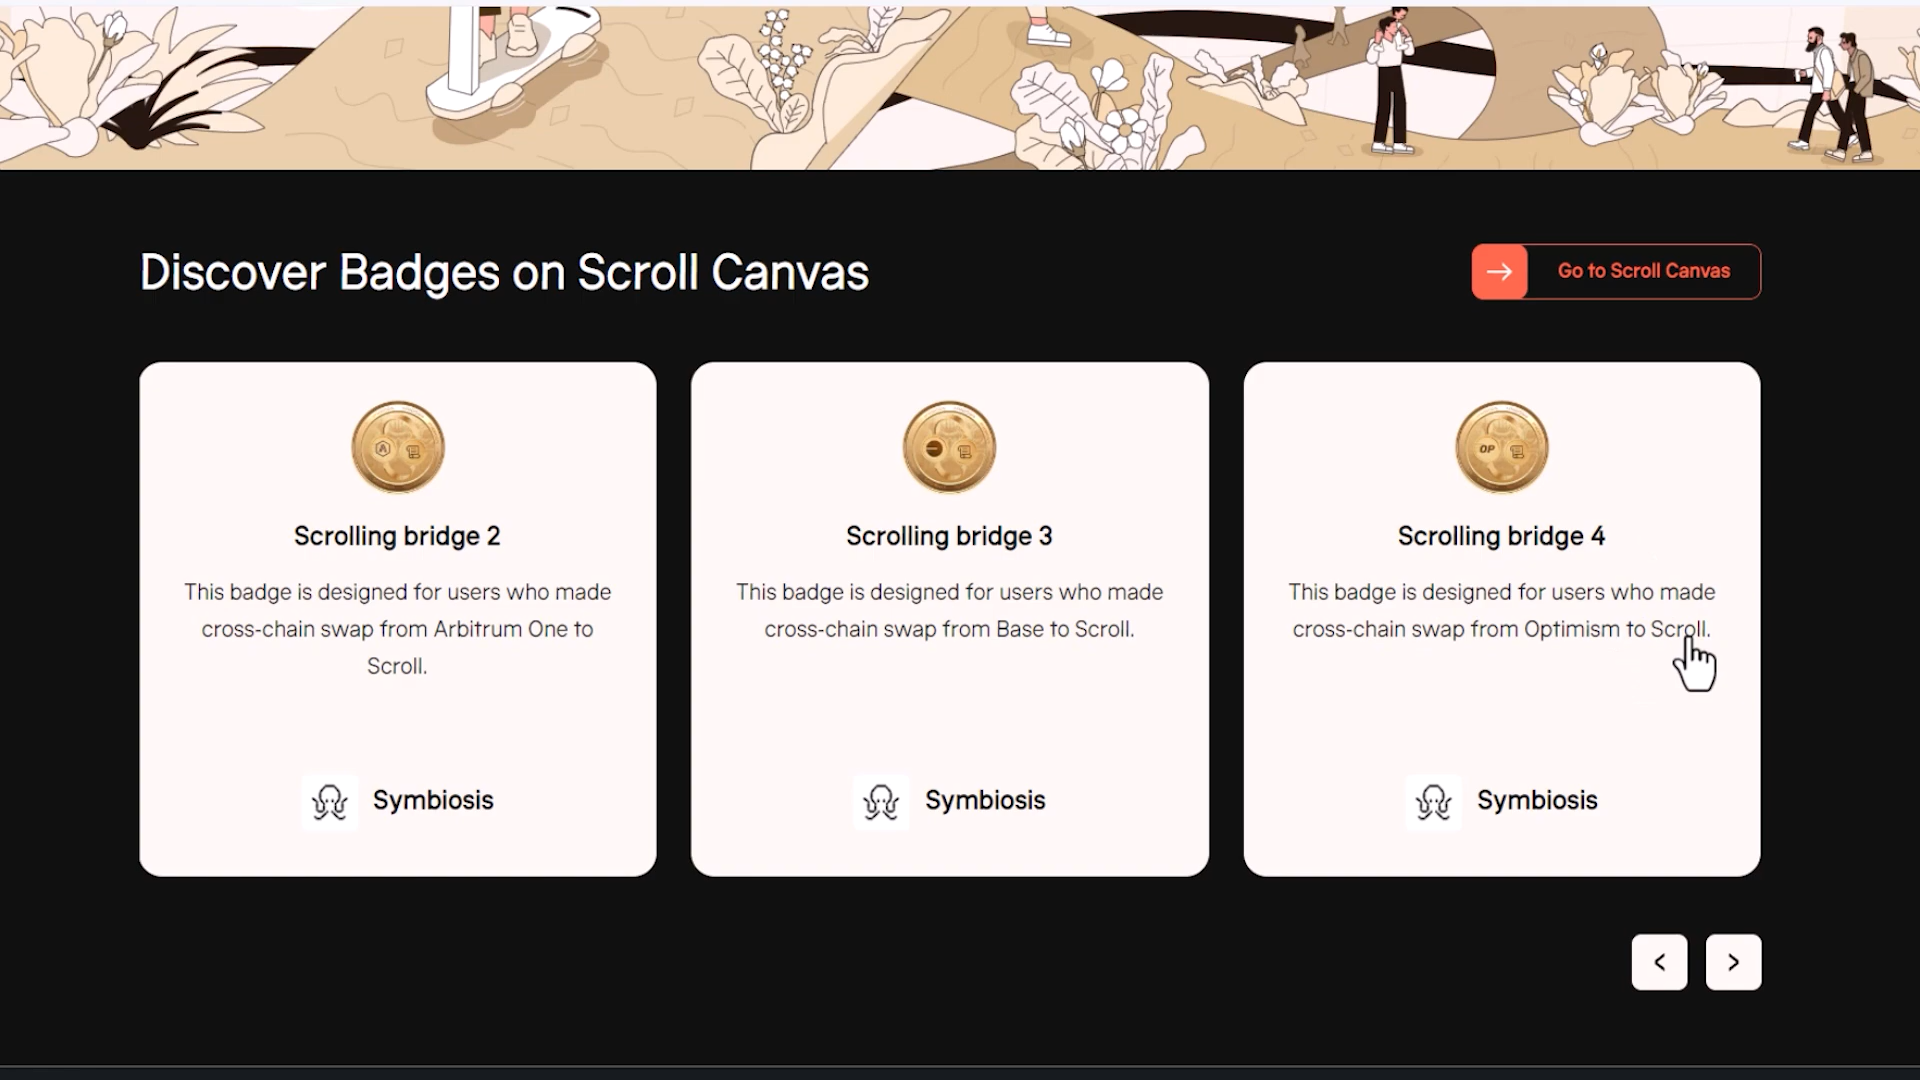 Discover Badges on Scroll Canvas
Go to Scroll Canvas
Scrolling bridge 2
This badge is designed for users who made
cross-chain swap from Arbitrum One to
Scroll.
Symbiosis
Scrolling bridge 3
This badge is designed for users who made
cross-chain swap from Base to Scroll.
Symbiosis
OP
Scrolling bridge 4
This badge is designed for users who made
cross-chain swap from Optimism to Scroll.
Symbiosis